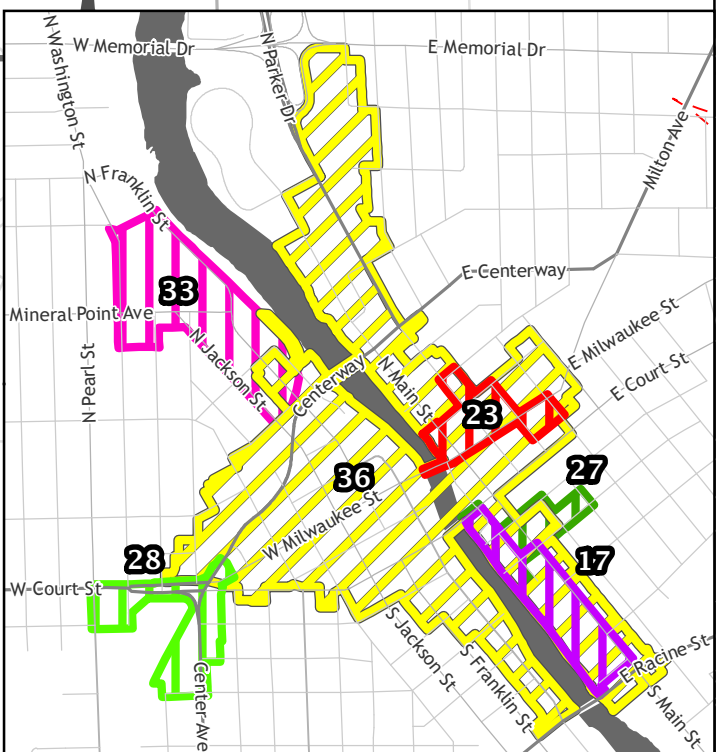 W Memorial Dr
E Memorial Dr
N Washington St
N Parker Dr
Milton Ave
N Franklin St
E Centerway
33
Mineral Point Ave
N Pearl St
N Jackson St
Centerway
N Main St
E Milwaukee St
E Court St
23
36
27
W Milwaukee St
28
17
W Court St
S Jackson St
S Franklin St
E Racine St
Center Ave
S Main St